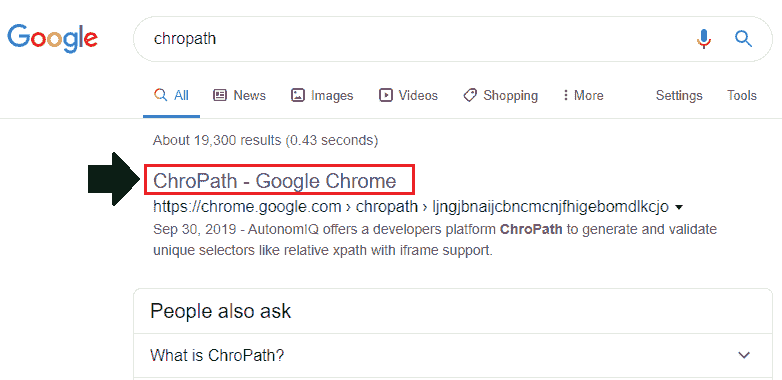 Google
chropath
All News Images Videos Shopping More Settings Tools
About 19,300 results (0.43 seconds)
ChroPath - Google Chrome
https://chrome.google.com › chropath › ljngjbnaijcbncmcnjfhigebomdlkcjo
Sep 30, 2019 - AutonomIQ offers a developers platform ChroPath to generate and validate
unique selectors like relative xpath with iframe support.
People also ask
What is ChroPath?